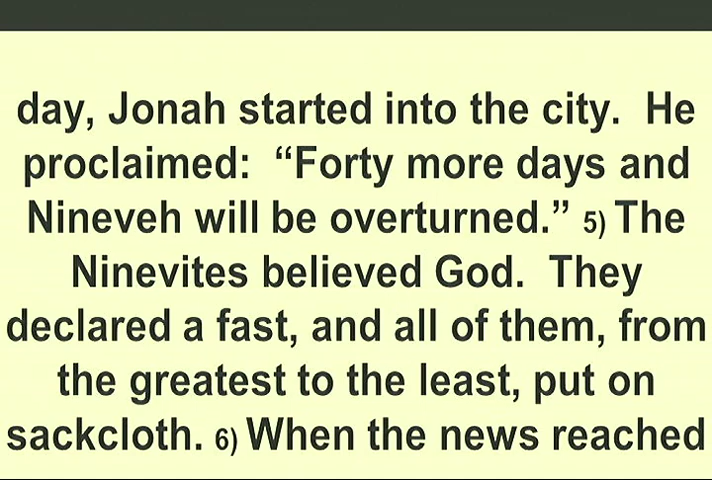 day, Jonah started into the city.  He
proclaimed:  “Forty more days and
Nineveh will be overturned.” 5) The
Ninevites believed God.  They
declared a fast, and all of them, from
the greatest to the least, put on
sackcloth. 6) When the news reached